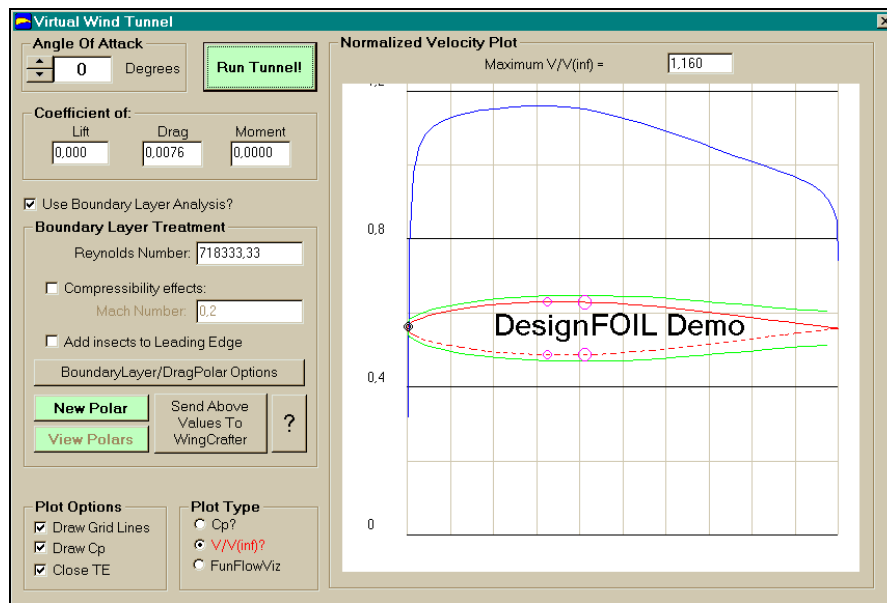 Virtual Wind Tunnel
Angle Of Attack
0 Degrees
Run Tunnel!
Coefficient of:
Lift Drag Moment
0,000 0,0076 0,0000
Use Boundary Layer Analysis?
Boundary Layer Treatment
Reynolds Number: 718333,33
Compressibility effects:
Mach Number: 0,2
Add insects to Leading Edge
BoundaryLayer/DragPolar Options
New Polar
View Polars
Send Above
Values To
WingCrafter
?
Plot Options
Draw Grid Lines
Draw Cp
Close TE
Plot Type
Cp?
V/V(inf)?
FunFlowViz
Normalized Velocity Plot
Maximum V/V(inf) = 1,160
1,2
0,8
DesignFOIL Demo
0,4
0